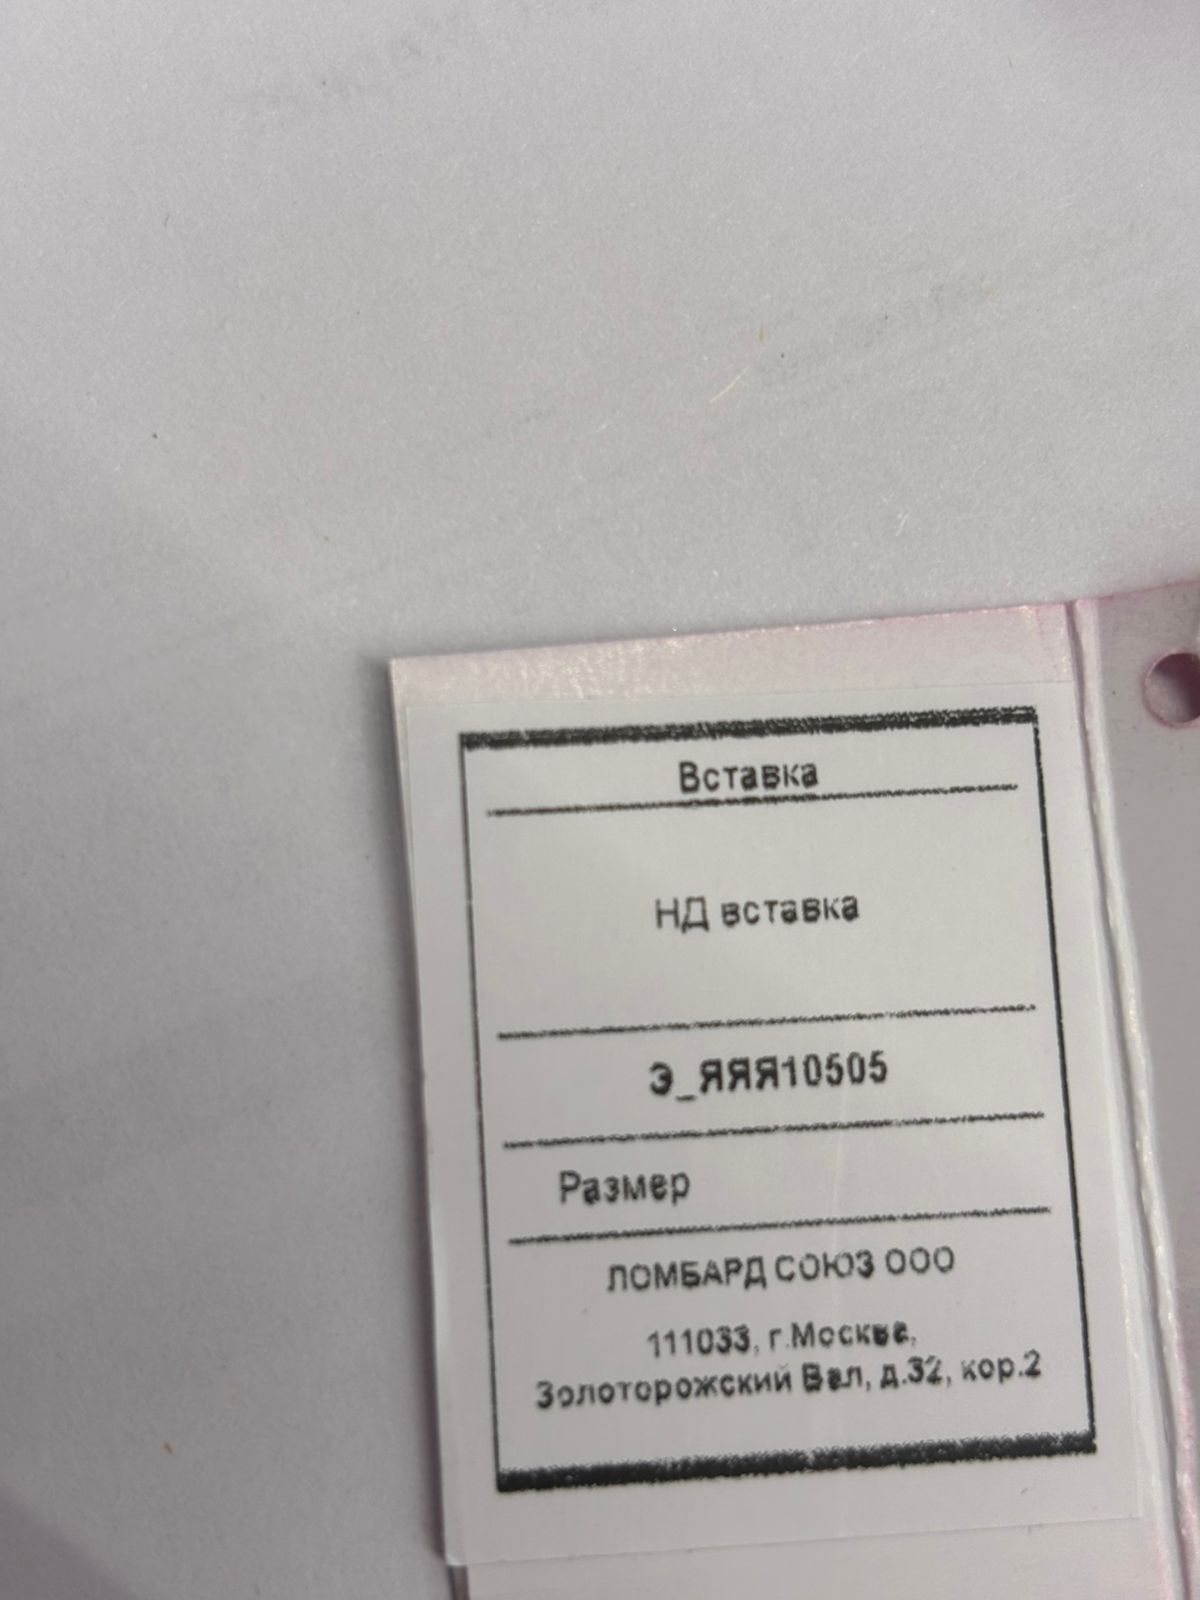 Вставка
НД вставка
Э_ЯЯЯ10505
Размер
ЛОМБАРД СОЮЗ ООО
111033, г.Москва,
Золоторожский Вал, д.32, кор.2